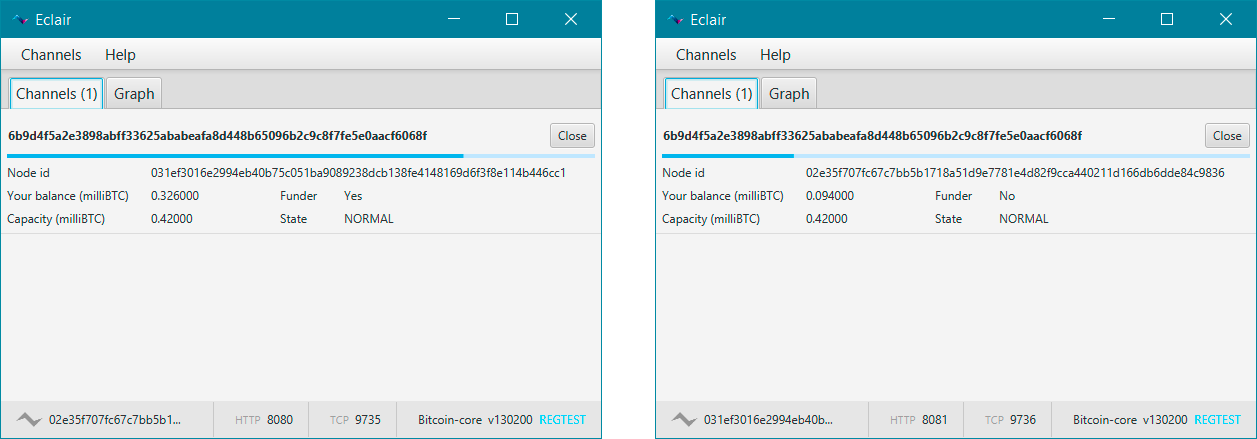 Eclair
Channels Help
Channels (1) Graph
6b9d4f5a2e3898abff33625ababeafa8d448b65096b2c9c8f7fe5e0aacf6068f Close
Node id 031ef3016e2994eb40b75c051ba9089238dcb138fe4148169d6f3f8e114b446cc1
Your balance (milliBTC) 0.326000 Funder Yes
Capacity (milliBTC) 0.42000 State NORMAL
02e35f707fc67c7bb5b1... HTTP 8080 TCP 9735 Bitcoin-core v130200 REGTEST
Eclair
Channels Help
Channels (1) Graph
6b9d4f5a2e3898abff33625ababeafa8d448b65096b2c9c8f7fe5e0aacf6068f Close
Node id 02e35f707fc67c7bb5b1718a51d9e7781e4d82f9cca440211d166db6dde84c9836
Your balance (milliBTC) 0.094000 Funder No
Capacity (milliBTC) 0.42000 State NORMAL
031ef3016e2994eb40b... HTTP 8081 TCP 9736 Bitcoin-core v130200 REGTEST